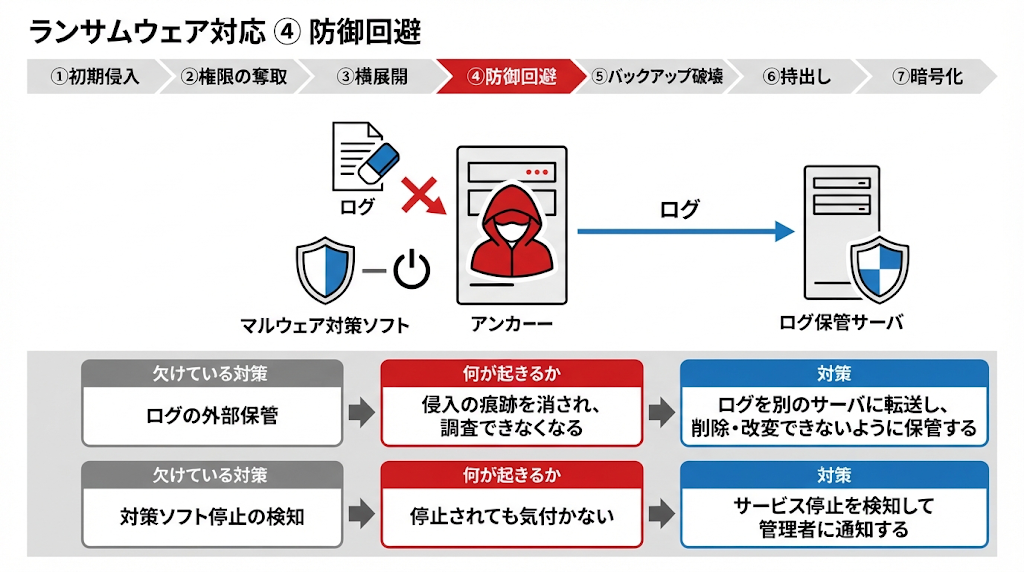 ランサムウェア対応 ④ 防御回避
①初期侵入
②権限の奪取
③横展開
④防御回避
⑤バックアップ破壊
⑥持出し
⑦暗号化
ログ
ログ
マルウェア対策ソフト
アンカーー
ログ保管サーバ
欠けている対策
ログの外部保管
何が起きるか
侵入の痕跡を消され、
調査できなくなる
対策
ログを別のサーバに転送し、
削除・改変できないように保管する
欠けている対策
対策ソフト停止の検知
何が起きるか
停止されても気付かない
対策
サービス停止を検知して
管理者に通知する